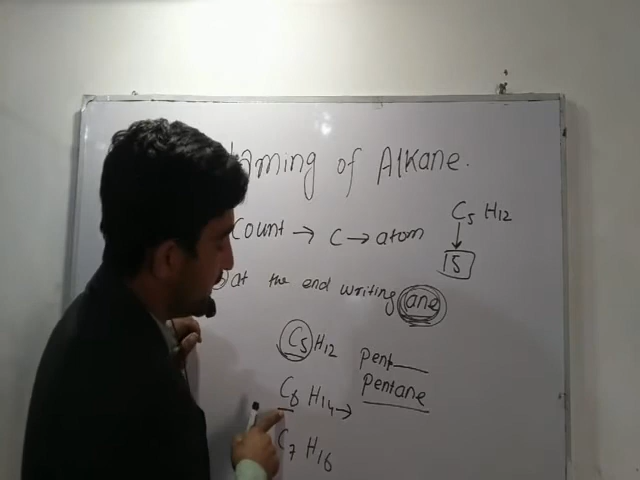 Naming of Alkane.
Count → C → atom
C5 H12
5
at the end writing ane
C5 H12
pent
Pentane
C6 H14 →
C7 H16